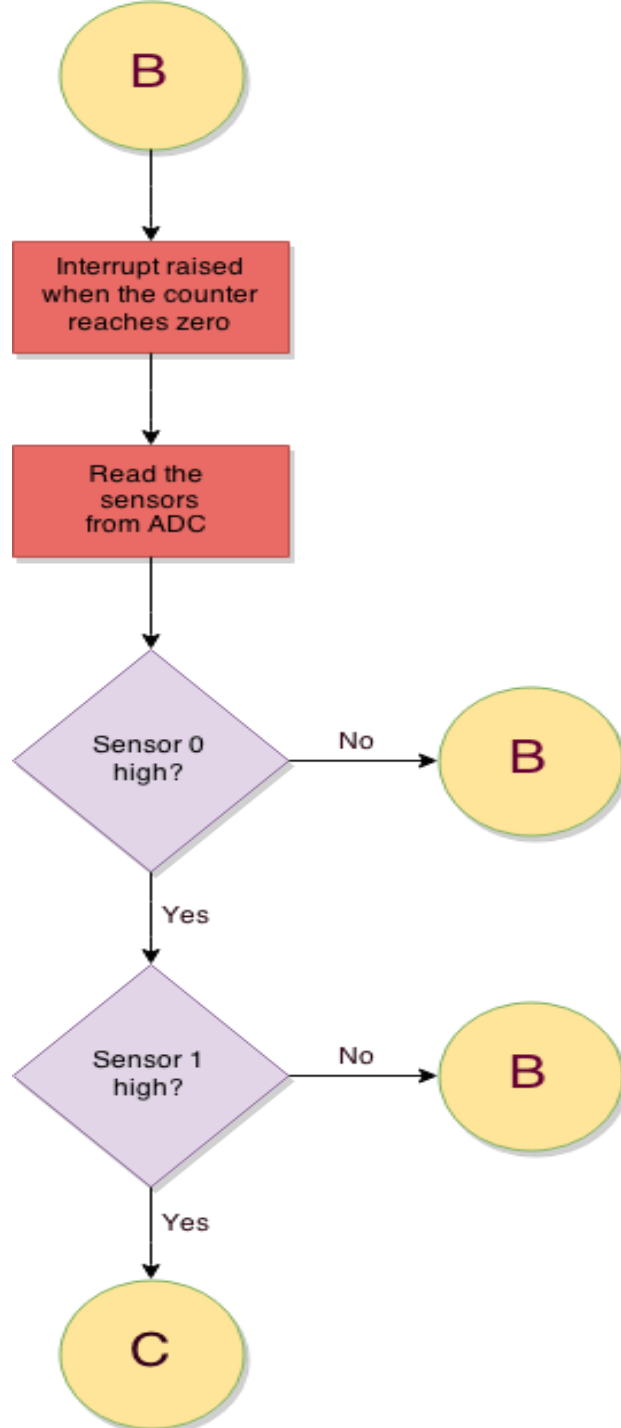 B
Interrupt raised
when the counter
reaches zero
Read the
sensors
from ADC
Sensor 0
high?
No
B
Yes
Sensor 1
high?
No
B
Yes
C